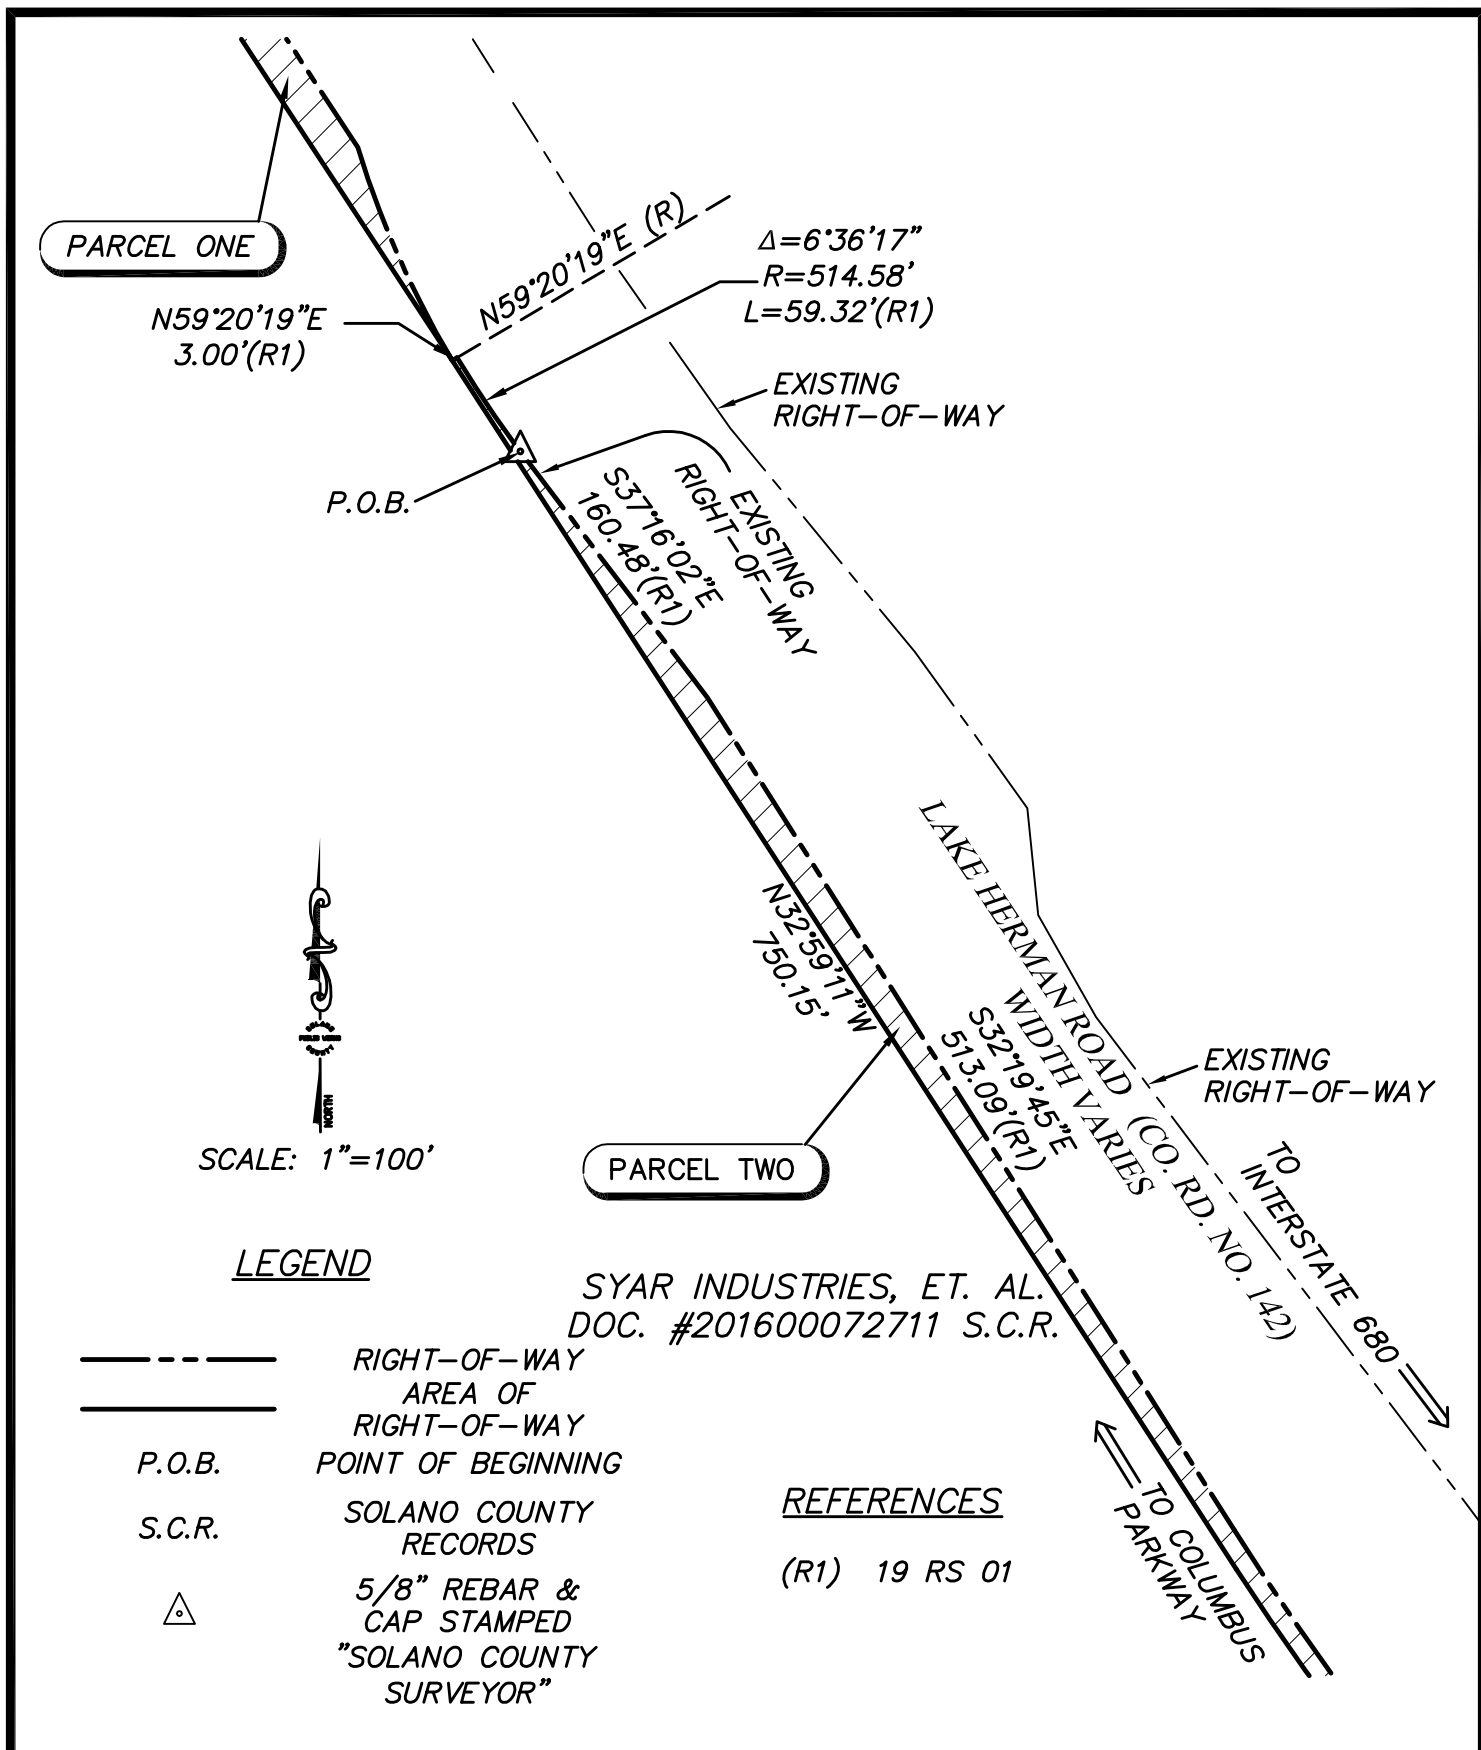 PARCEL ONE
N59°20'19"E
3.00'(R1)
N59°20'19"E (R)
Δ=6°36'17"
R=514.58'
L=59.32'(R1)
EXISTING
RIGHT-OF-WAY
P.O.B.
S37°16'02"E
160.48'(R1)
EXISTING
RIGHT-OF-WAY
N32°59'11"W
750.15'
LAKE HERMAN ROAD (CO. RD. NO. 142)
WIDTH VARIES
S32°19'45"E
513.09'(R1)
EXISTING
RIGHT-OF-WAY
SOLANO
PUBLIC WORKS
COUNTY
NORTH
SCALE: 1"=100'
PARCEL TWO
TO
INTERSTATE 680
SYAR INDUSTRIES, ET. AL.
DOC. #201600072711 S.C.R.
TO COLUMBUS
PARKWAY
LEGEND
RIGHT-OF-WAY
AREA OF
RIGHT-OF-WAY
P.O.B. POINT OF BEGINNING
S.C.R. SOLANO COUNTY
RECORDS
5/8" REBAR &
CAP STAMPED
"SOLANO COUNTY
SURVEYOR"
REFERENCES
(R1) 19 RS 01